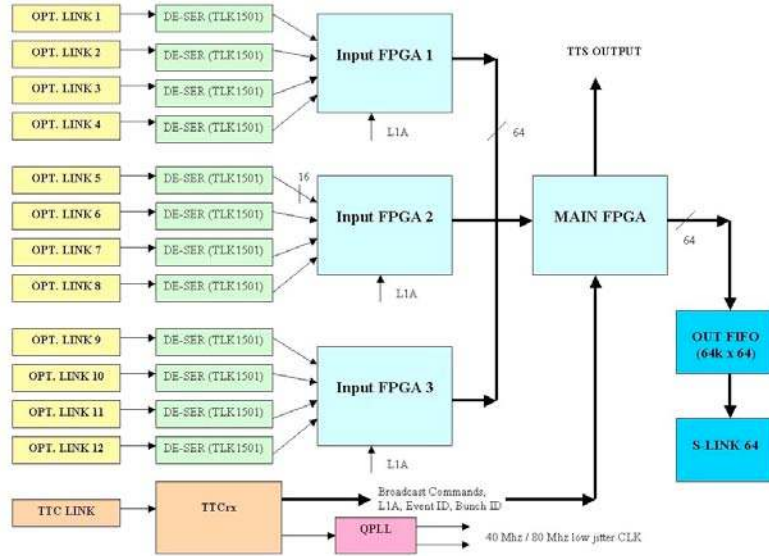 OPT. LINK 1
DE-SER (TLK1501)
OPT. LINK 2
DE-SER (TLK1501)
OPT. LINK 3
DE-SER (TLK1501)
OPT. LINK 4
DE-SER (TLK1501)
Input FPGA 1
L1A
64
TTS OUTPUT
OPT. LINK 5
DE-SER (TLK1501)
OPT. LINK 6
DE-SER (TLK1501)
OPT. LINK 7
DE-SER (TLK1501)
OPT. LINK 8
DE-SER (TLK1501)
16
Input FPGA 2
L1A
MAIN FPGA
64
OPT. LINK 9
DE-SER (TLK1501)
OPT. LINK 10
DE-SER (TLK1501)
OPT. LINK 11
DE-SER (TLK1501)
OPT. LINK 12
DE-SER (TLK1501)
Input FPGA 3
L1A
OUT FIFO
(64k x 64)
S-LINK 64
TTC LINK
TTCrx
Broadcast Commands,
L1A, Event ID, Bunch ID
QPLL
40 Mhz / 80 Mhz low jitter CLK